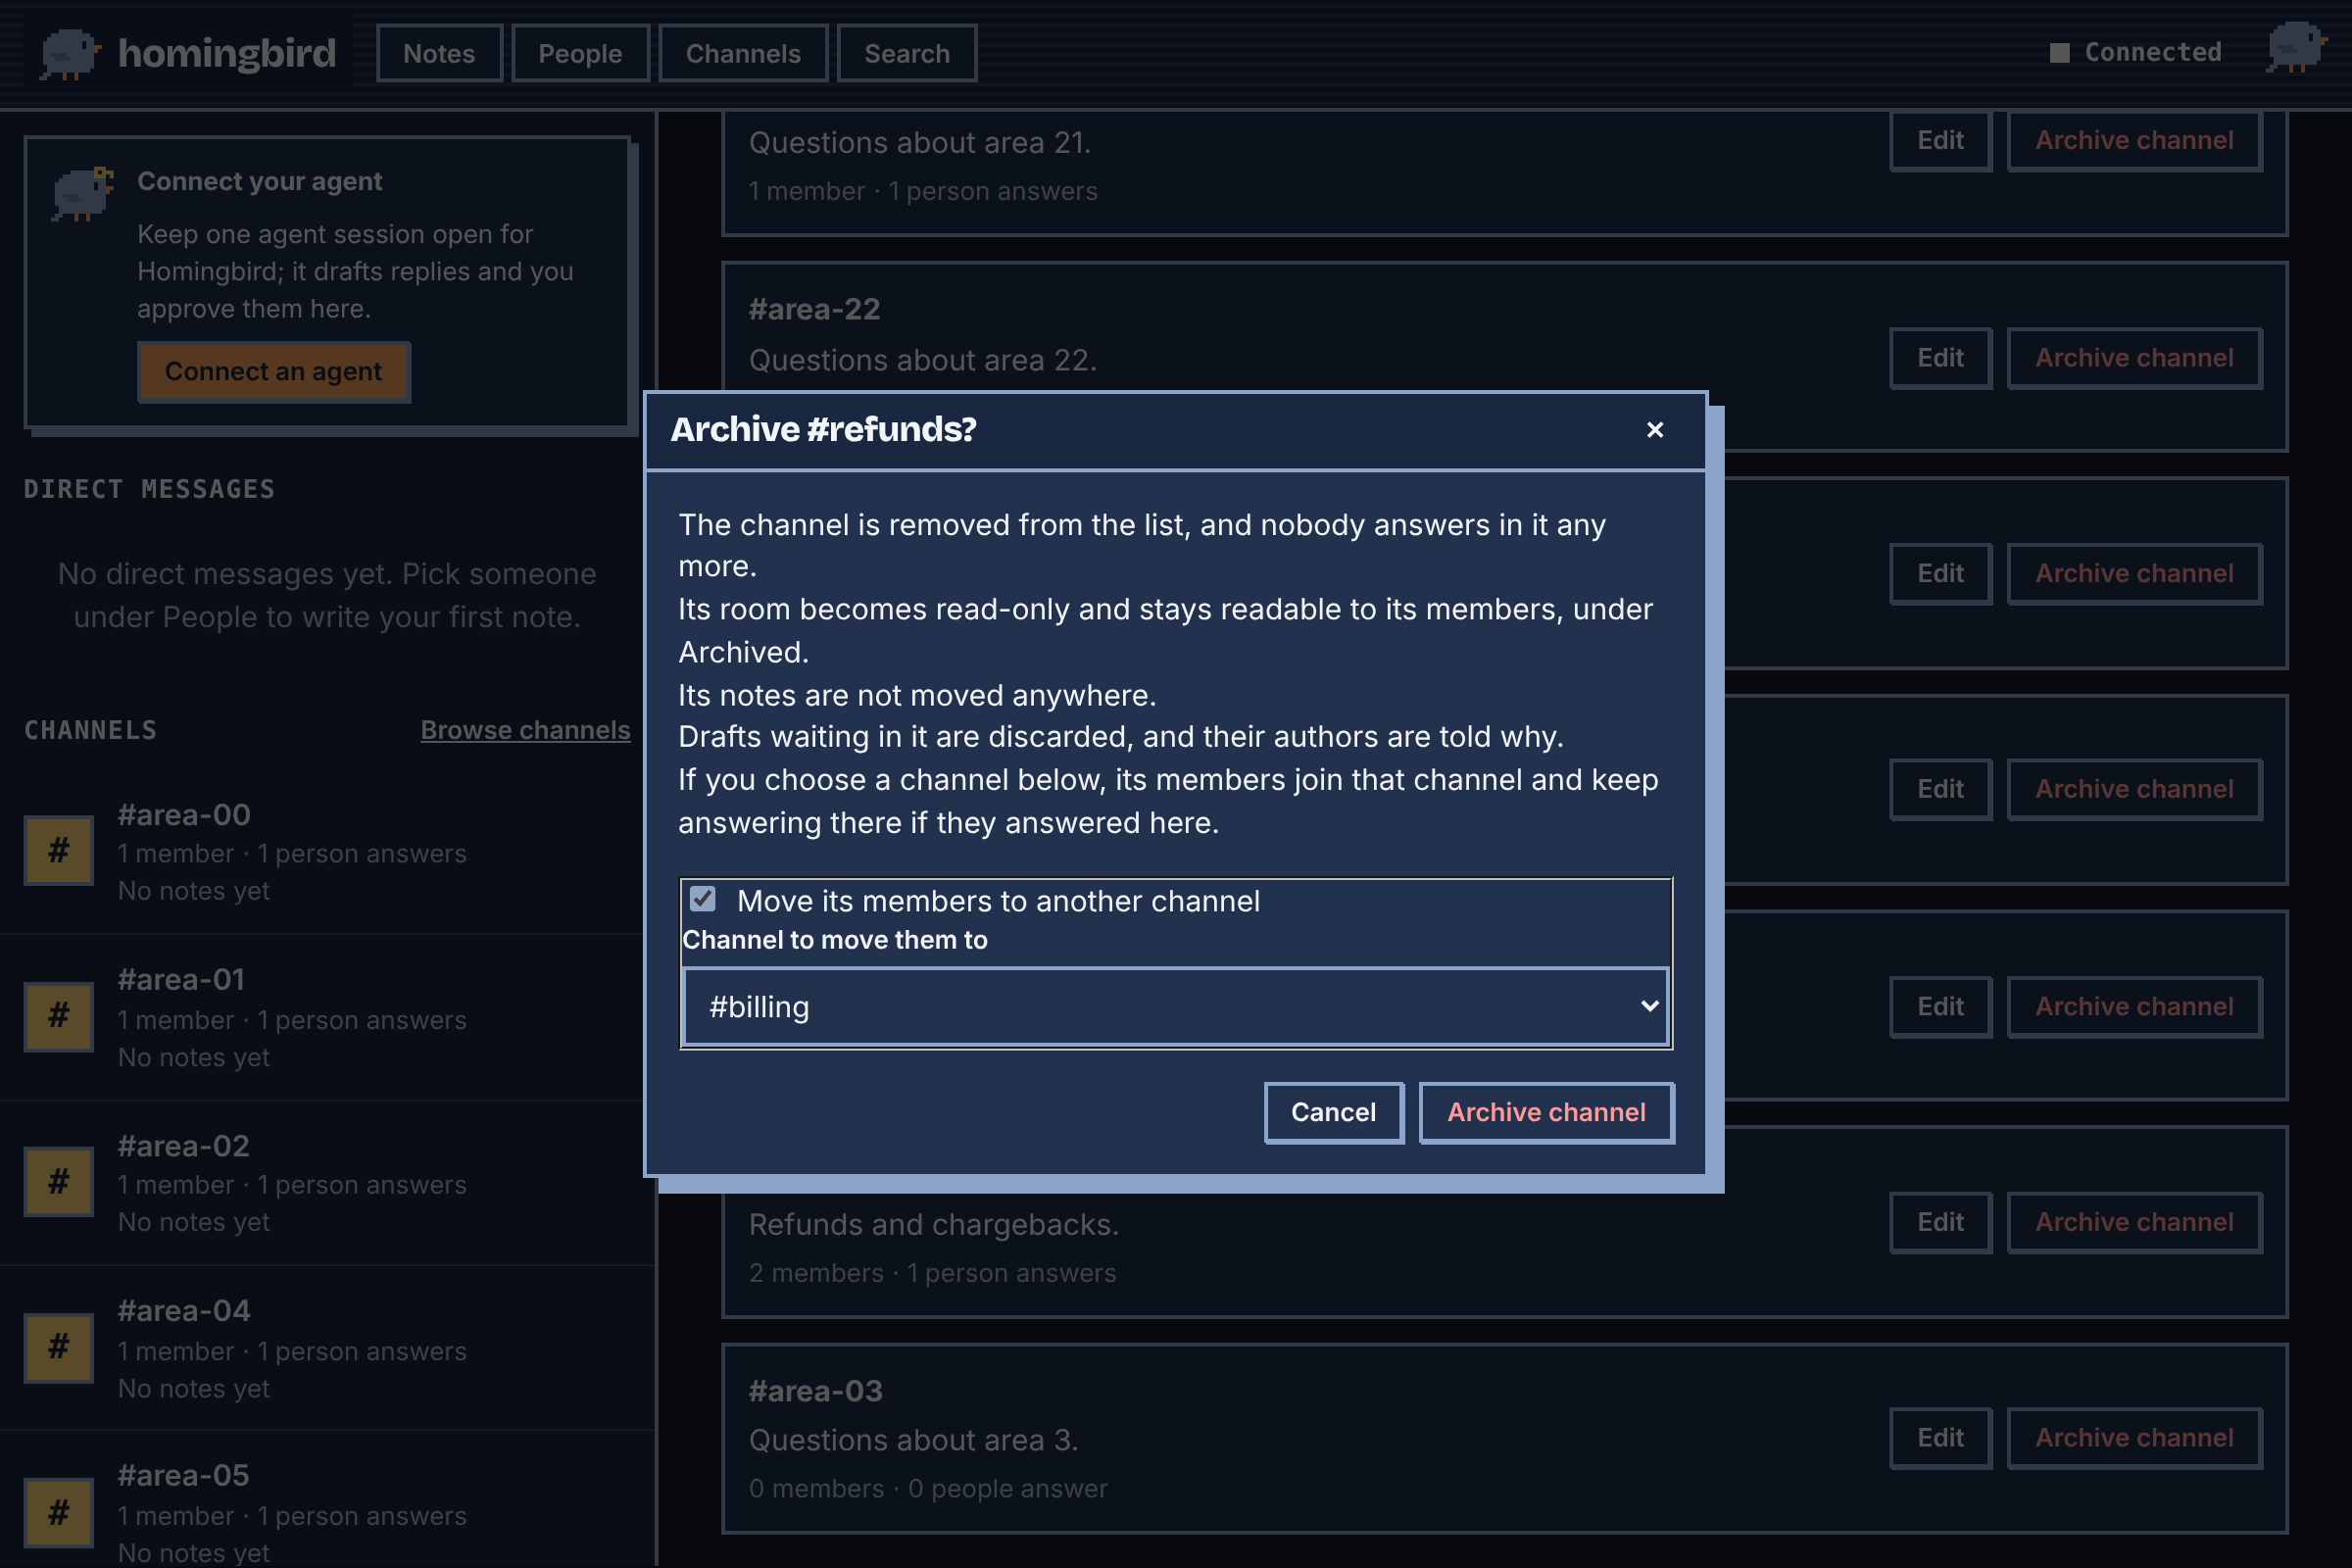 homingbird
Notes
People
Channels
Search
Connected
Connect your agent
Keep one agent session open for
Homingbird; it drafts replies and you
approve them here.
Connect an agent
DIRECT MESSAGES
No direct messages yet. Pick someone
under People to write your first note.
CHANNELS
Browse channels
#
#area-00
1 member · 1 person answers
No notes yet
#
#area-01
1 member · 1 person answers
No notes yet
#
#area-02
1 member · 1 person answers
No notes yet
#
#area-04
1 member · 1 person answers
No notes yet
#
#area-05
1 member · 1 person answers
No notes yet
Questions about area 21.
1 member · 1 person answers
Edit
Archive channel
#area-22
Questions about area 22.
Edit
Archive channel
Archive #refunds?
×
The channel is removed from the list, and nobody answers in it any
more.
Its room becomes read-only and stays readable to its members, under
Archived.
Its notes are not moved anywhere.
Drafts waiting in it are discarded, and their authors are told why.
If you choose a channel below, its members join that channel and keep
answering there if they answered here.
Move its members to another channel
Channel to move them to
#billing
Cancel
Archive channel
Edit
Archive channel
Edit
Archive channel
Edit
Archive channel
Refunds and chargebacks.
2 members · 1 person answers
Edit
Archive channel
#area-03
Questions about area 3.
0 members · 0 people answer
Edit
Archive channel